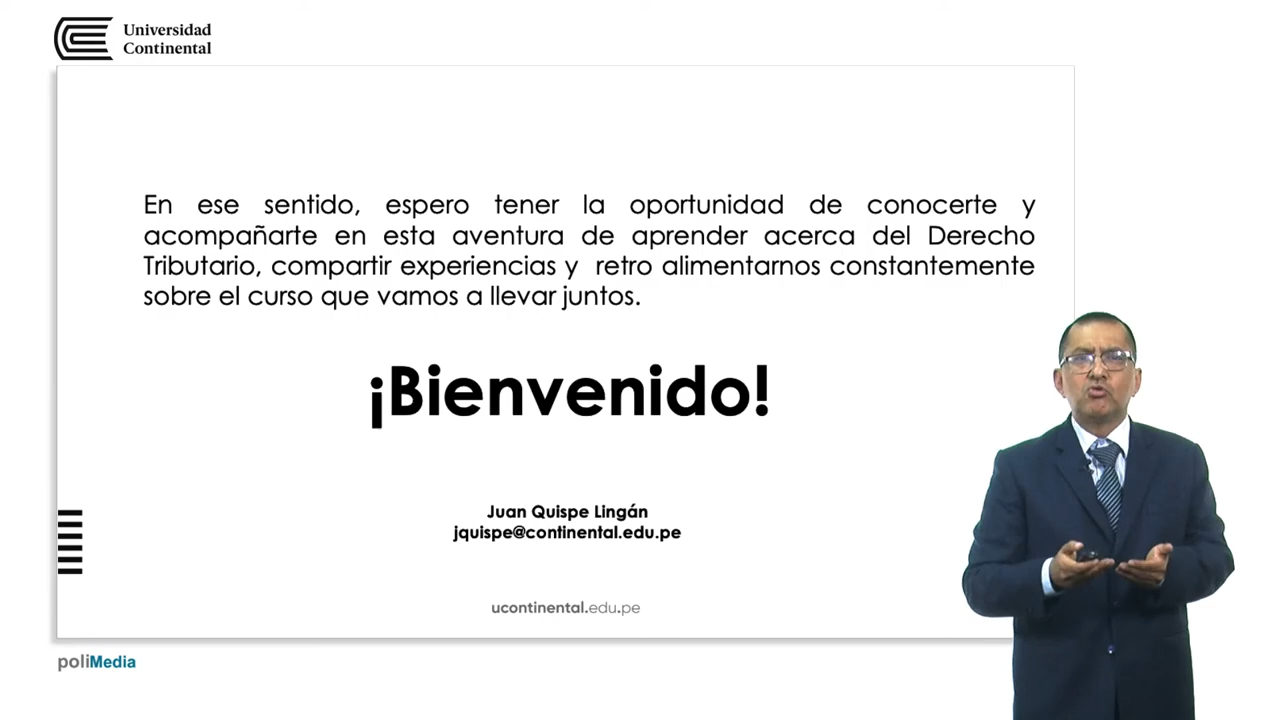 Universidad
Continental
En ese sentido, espero tener la oportunidad de conocerte y
acompañarte en esta aventura de aprender acerca del Derecho
Tributario, compartir experiencias y  retro alimentarnos constantemente
sobre el curso que vamos a llevar juntos.
¡Bienvenido!
Juan Quispe Lingán
jquispe@continental.edu.pe
ucontinental.edu.pe
poliMedia